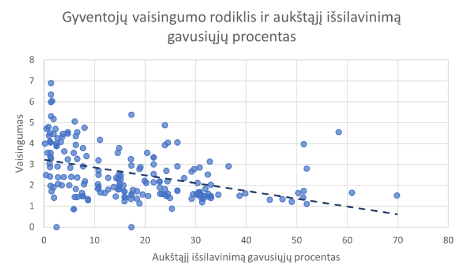 Gyventojų vaisingumo rodiklis ir aukštąjį išsilavinimą
gavusiųjų procentas
8
7
6
5
4
3
2
1
0
Vaisingumas
0 10 20 30 40 50 60 70 80
Aukštąjį išsilavinimą gavusiųjų procentas